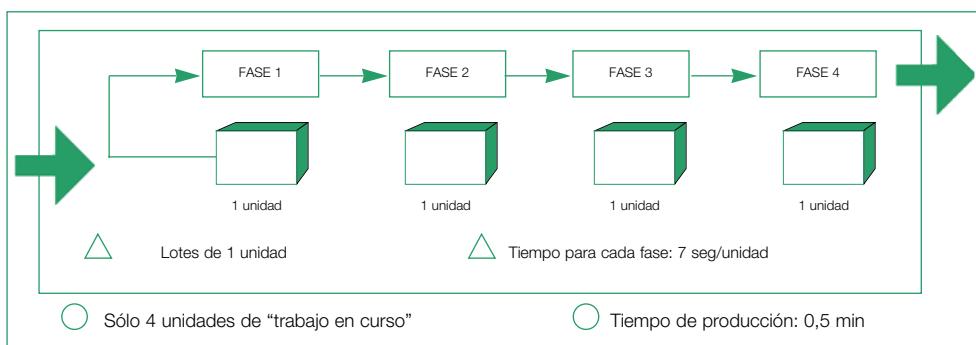 FASE 1 FASE 2 FASE 3 FASE 4
1 unidad 1 unidad 1 unidad 1 unidad
Lotes de 1 unidad Tiempo para cada fase: 7 seg/unidad
Sólo 4 unidades de “trabajo en curso” Tiempo de producción: 0,5 min